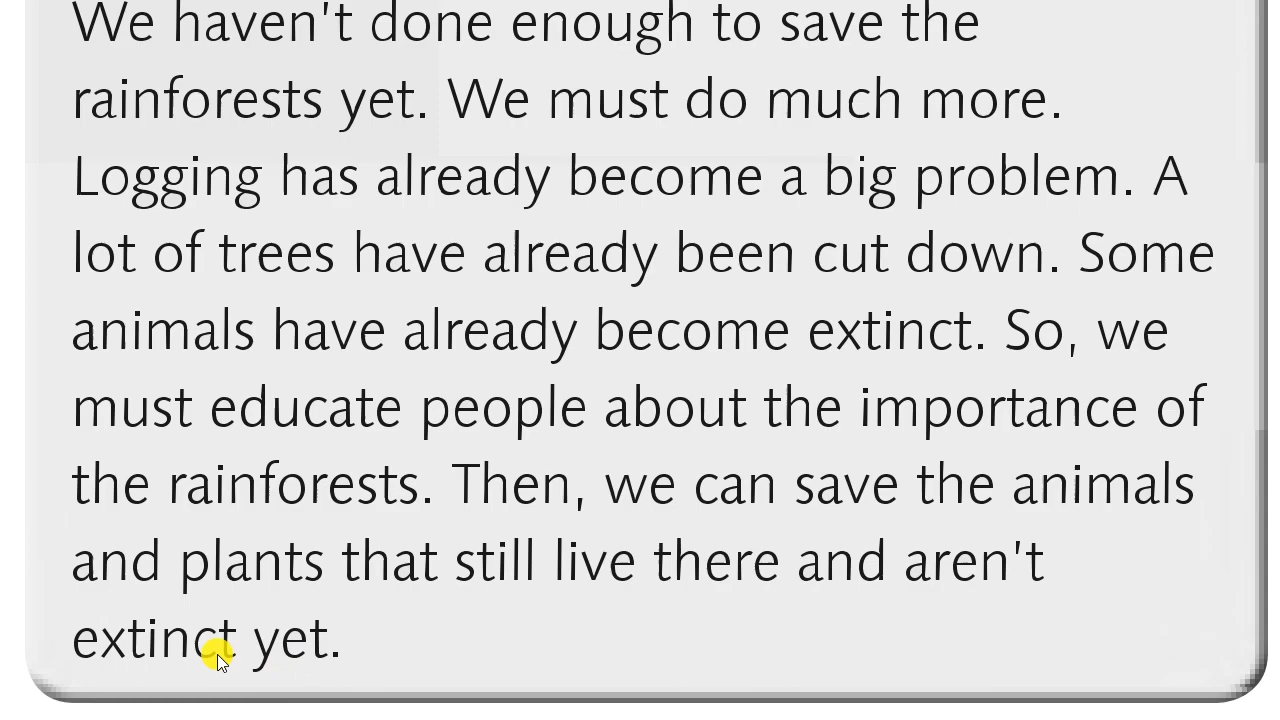 We haven't done enough to save the
rainforests yet. We must do much more.
Logging has already become a big problem. A
lot of trees have already been cut down. Some
animals have already become extinct. So, we
must educate people about the importance of
the rainforests. Then, we can save the animals
and plants that still live there and aren't
extinct yet.